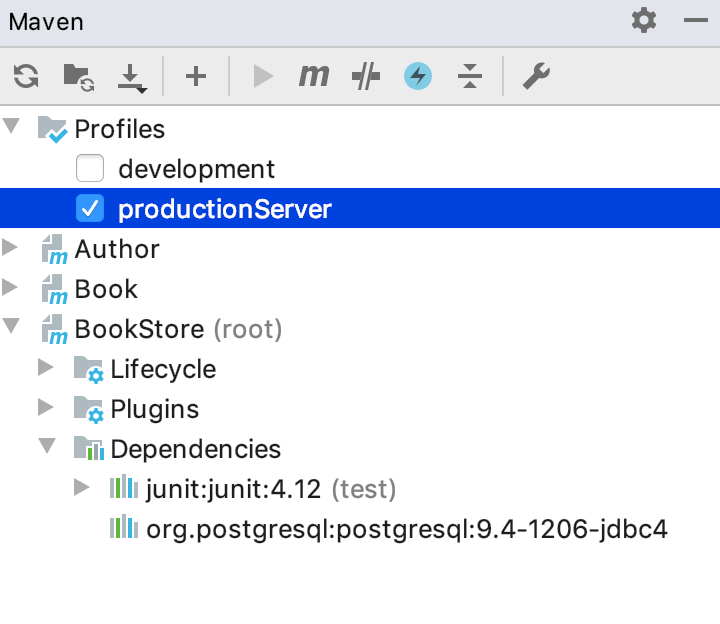 Maven
m
Profiles
development
productionServer
m Author
m Book
m BookStore (root)
Lifecycle
Plugins
Dependencies
junit:junit:4.12 (test)
org.postgresql:postgresql:9.4-1206-jdbc4